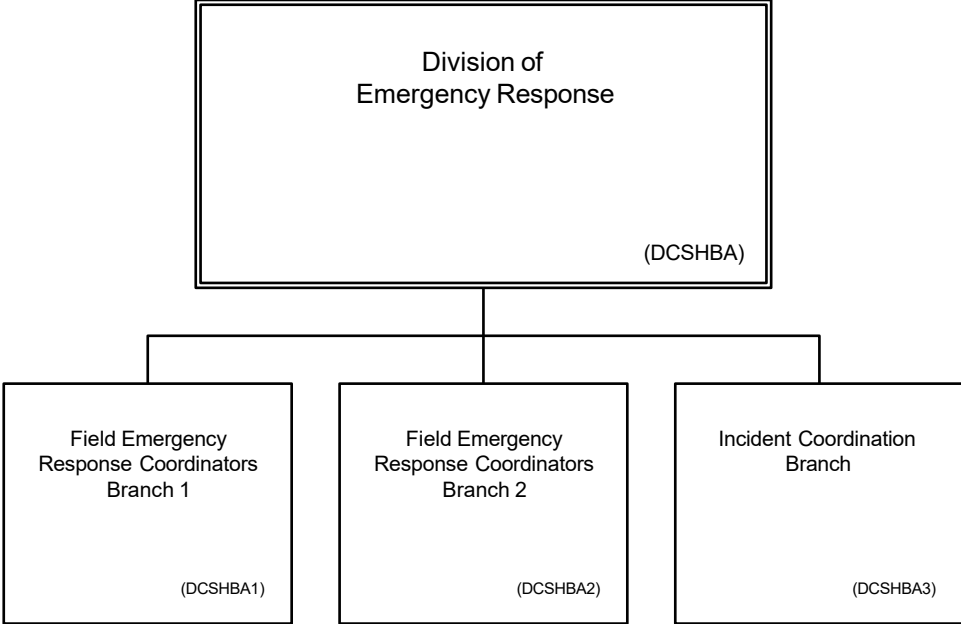 Division of
Emergency Response
(DCSHBA)
Field Emergency
Response Coordinators
Branch 1
(DCSHBA1)
Field Emergency
Response Coordinators
Branch 2
(DCSHBA2)
Incident Coordination
Branch
(DCSHBA3)